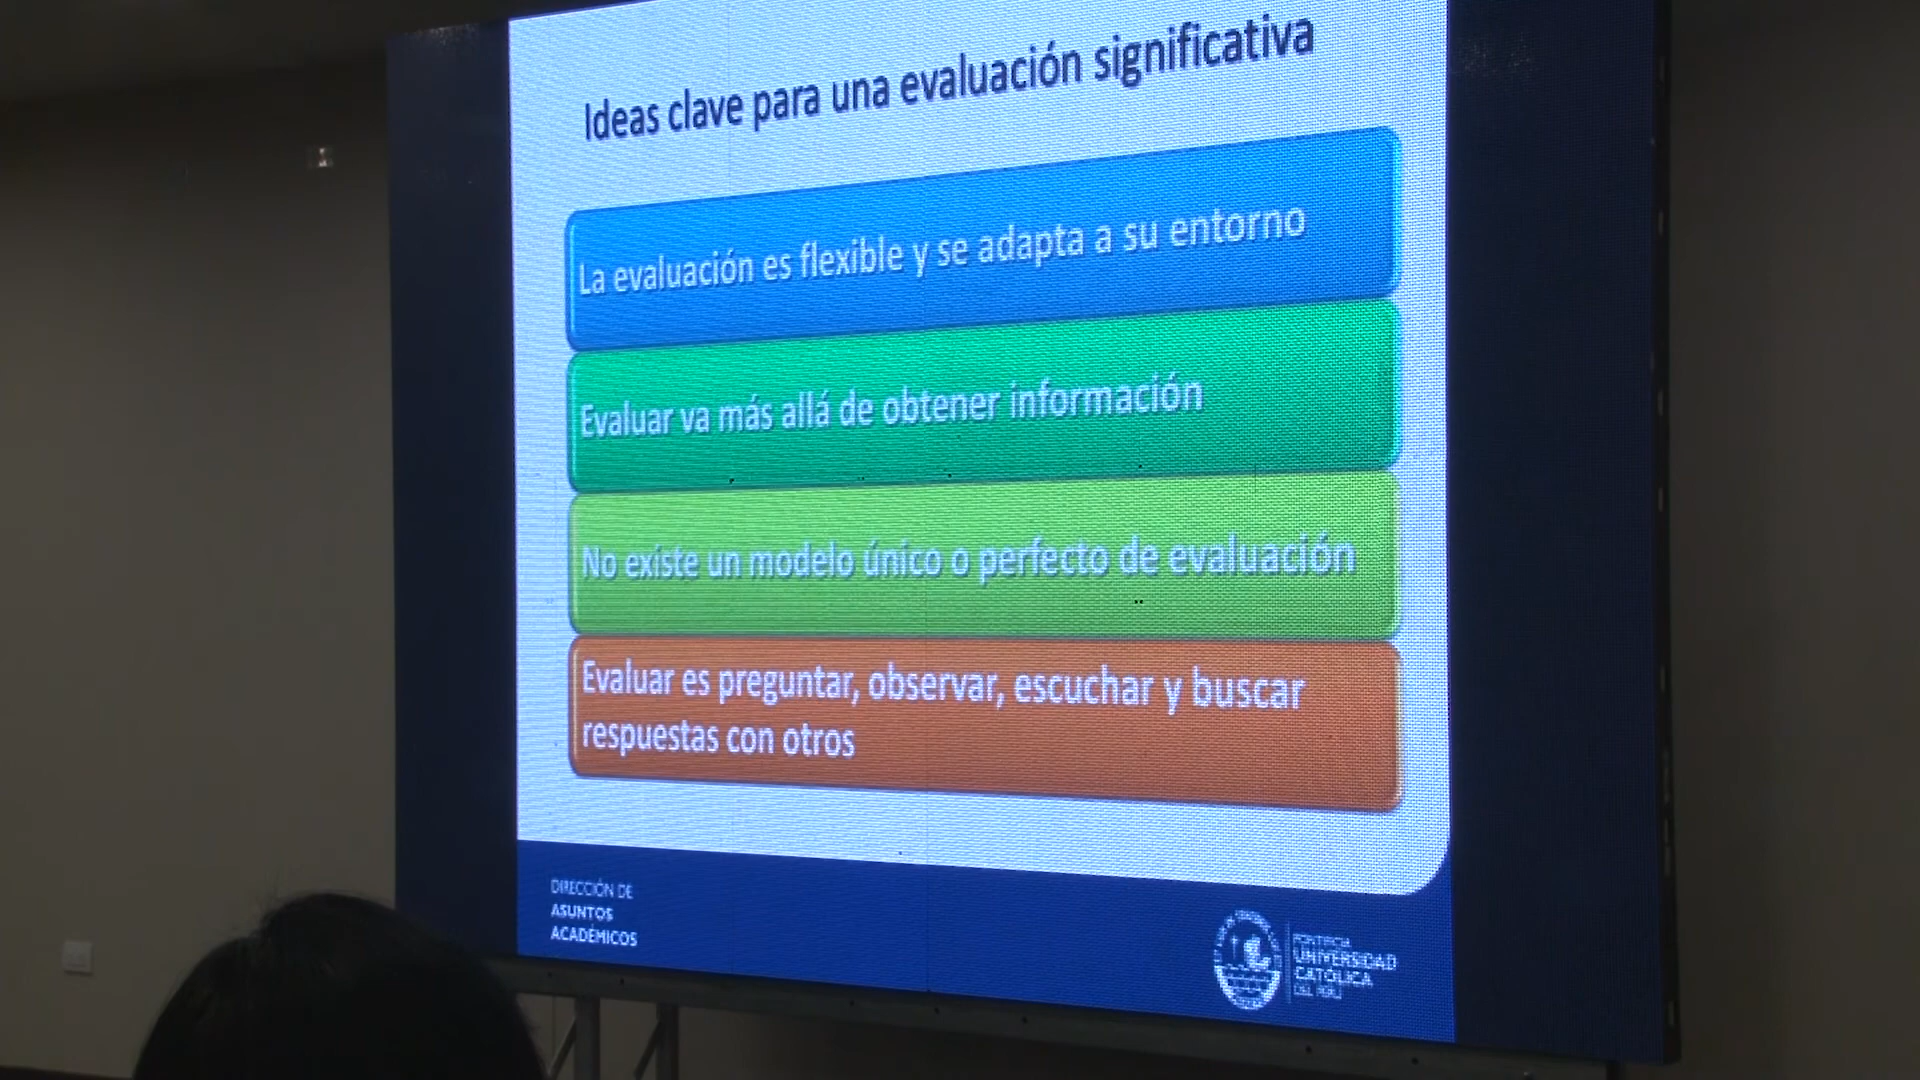 Ideas clave para una evaluación significativa
La evaluación es flexible y se adapta a su entorno
Evaluar va más allá de obtener información
No existe un modelo único o perfecto de evaluación
Evaluar es preguntar, observar, escuchar y buscar
respuestas con otros
DIRECCIÓN DE
ASUNTOS
ACADÉMICOS
PONTIFICIA
UNIVERSIDAD
CATÓLICA
DEL PERÚ